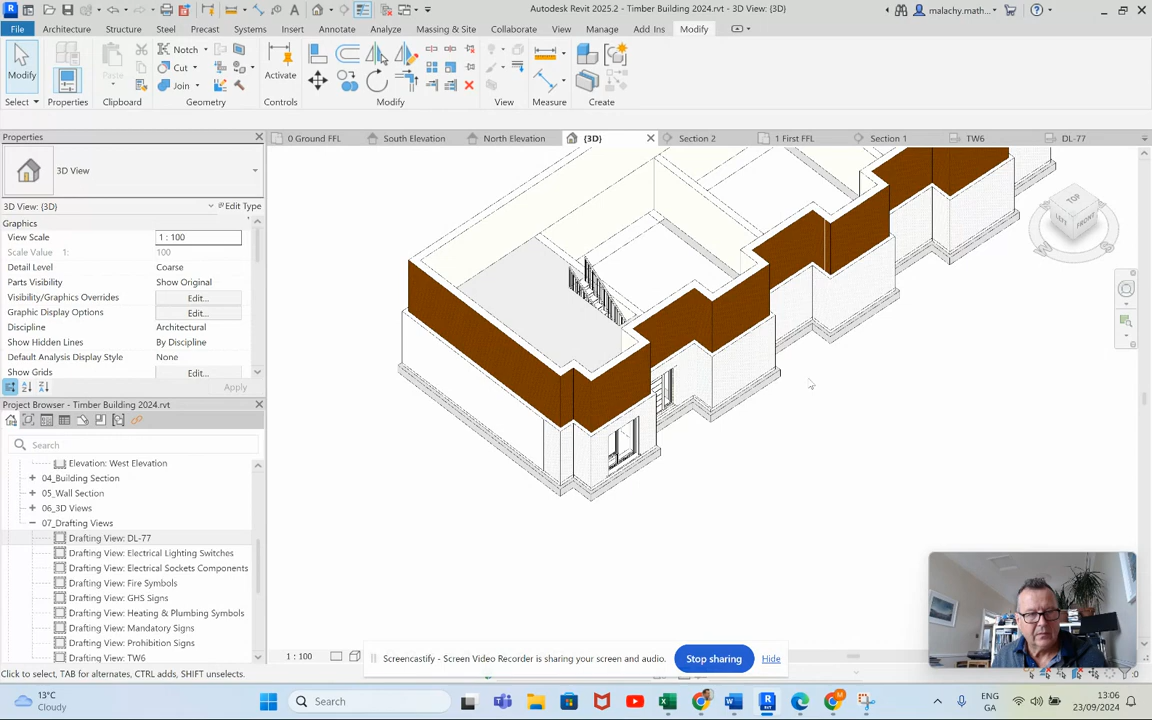 Autodesk Revit 2025.2 - Timber Building 2024.rvt - 3D View: {3D}
malachy.math...
File Architecture Structure Steel Precast Systems Insert Annotate Analyze Massing & Site Collaborate View Manage Add-Ins Modify
Modify
Properties
Paste
Notch
Cut
Join
Activate
Select Properties Clipboard Geometry Controls Modify View Measure Create
Properties
0 Ground FFL South Elevation North Elevation {3D} Section 2 1 First FFL Section 1 TW6 DL-77
3D View
3D View: {3D} Edit Type
Graphics
View Scale 1 : 100
Scale Value 1: 100
Detail Level Coarse
Parts Visibility Show Original
Visibility/Graphics Overrides Edit...
Graphic Display Options Edit...
Discipline Architectural
Show Hidden Lines By Discipline
Default Analysis Display Style None
Show Grids Edit...
Apply
TOP
LEFT
FRONT
Project Browser - Timber Building 2024.rvt
Search
Elevation: West Elevation
04_Building Section
05_Wall Section
06_3D Views
07_Drafting Views
Drafting View: DL-77
Drafting View: Electrical Lighting Switches
Drafting View: Electrical Sockets Components
Drafting View: Fire Symbols
Drafting View: GHS Signs
Drafting View: Heating & Plumbing Symbols
Drafting View: Mandatory Signs
Drafting View: Prohibition Signs
Drafting View: TW6
1 : 100
Screencastify - Screen Video Recorder is sharing your screen and audio. Stop sharing Hide
Click to select, TAB for alternates, CTRL adds, SHIFT unselects.
:0
13°C
Cloudy
Search
ENG
GA
13:06
23/09/2024